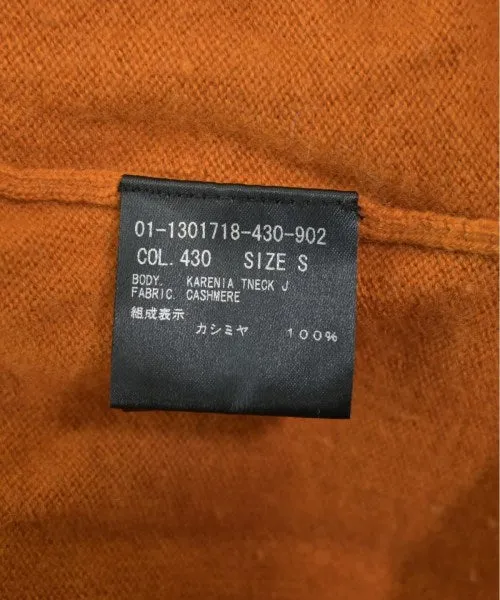 01-1301718-430-902
COL. 430 SIZE S
BODY. KARENIA TNECK J
FABRIC. CASHMERE
組成表示
カシミヤ 100%